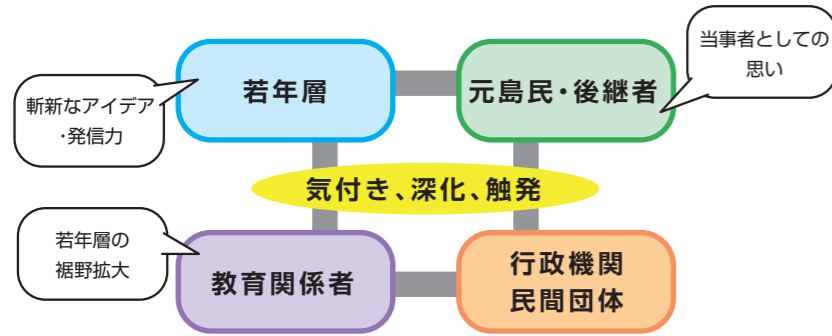 当事者としての
思い
若年層
元島民・後継者
斬新なアイデア
・発信力
気付き、深化、触発
若年層の
裾野拡大
教育関係者
行政機関
民間団体